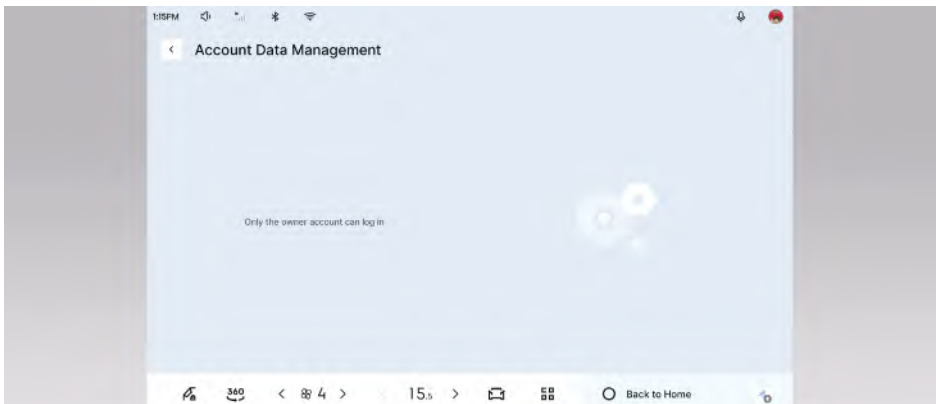 1:15PM
Account Data Management
Only the owner account can log in
360 4 15.5 Back to Home